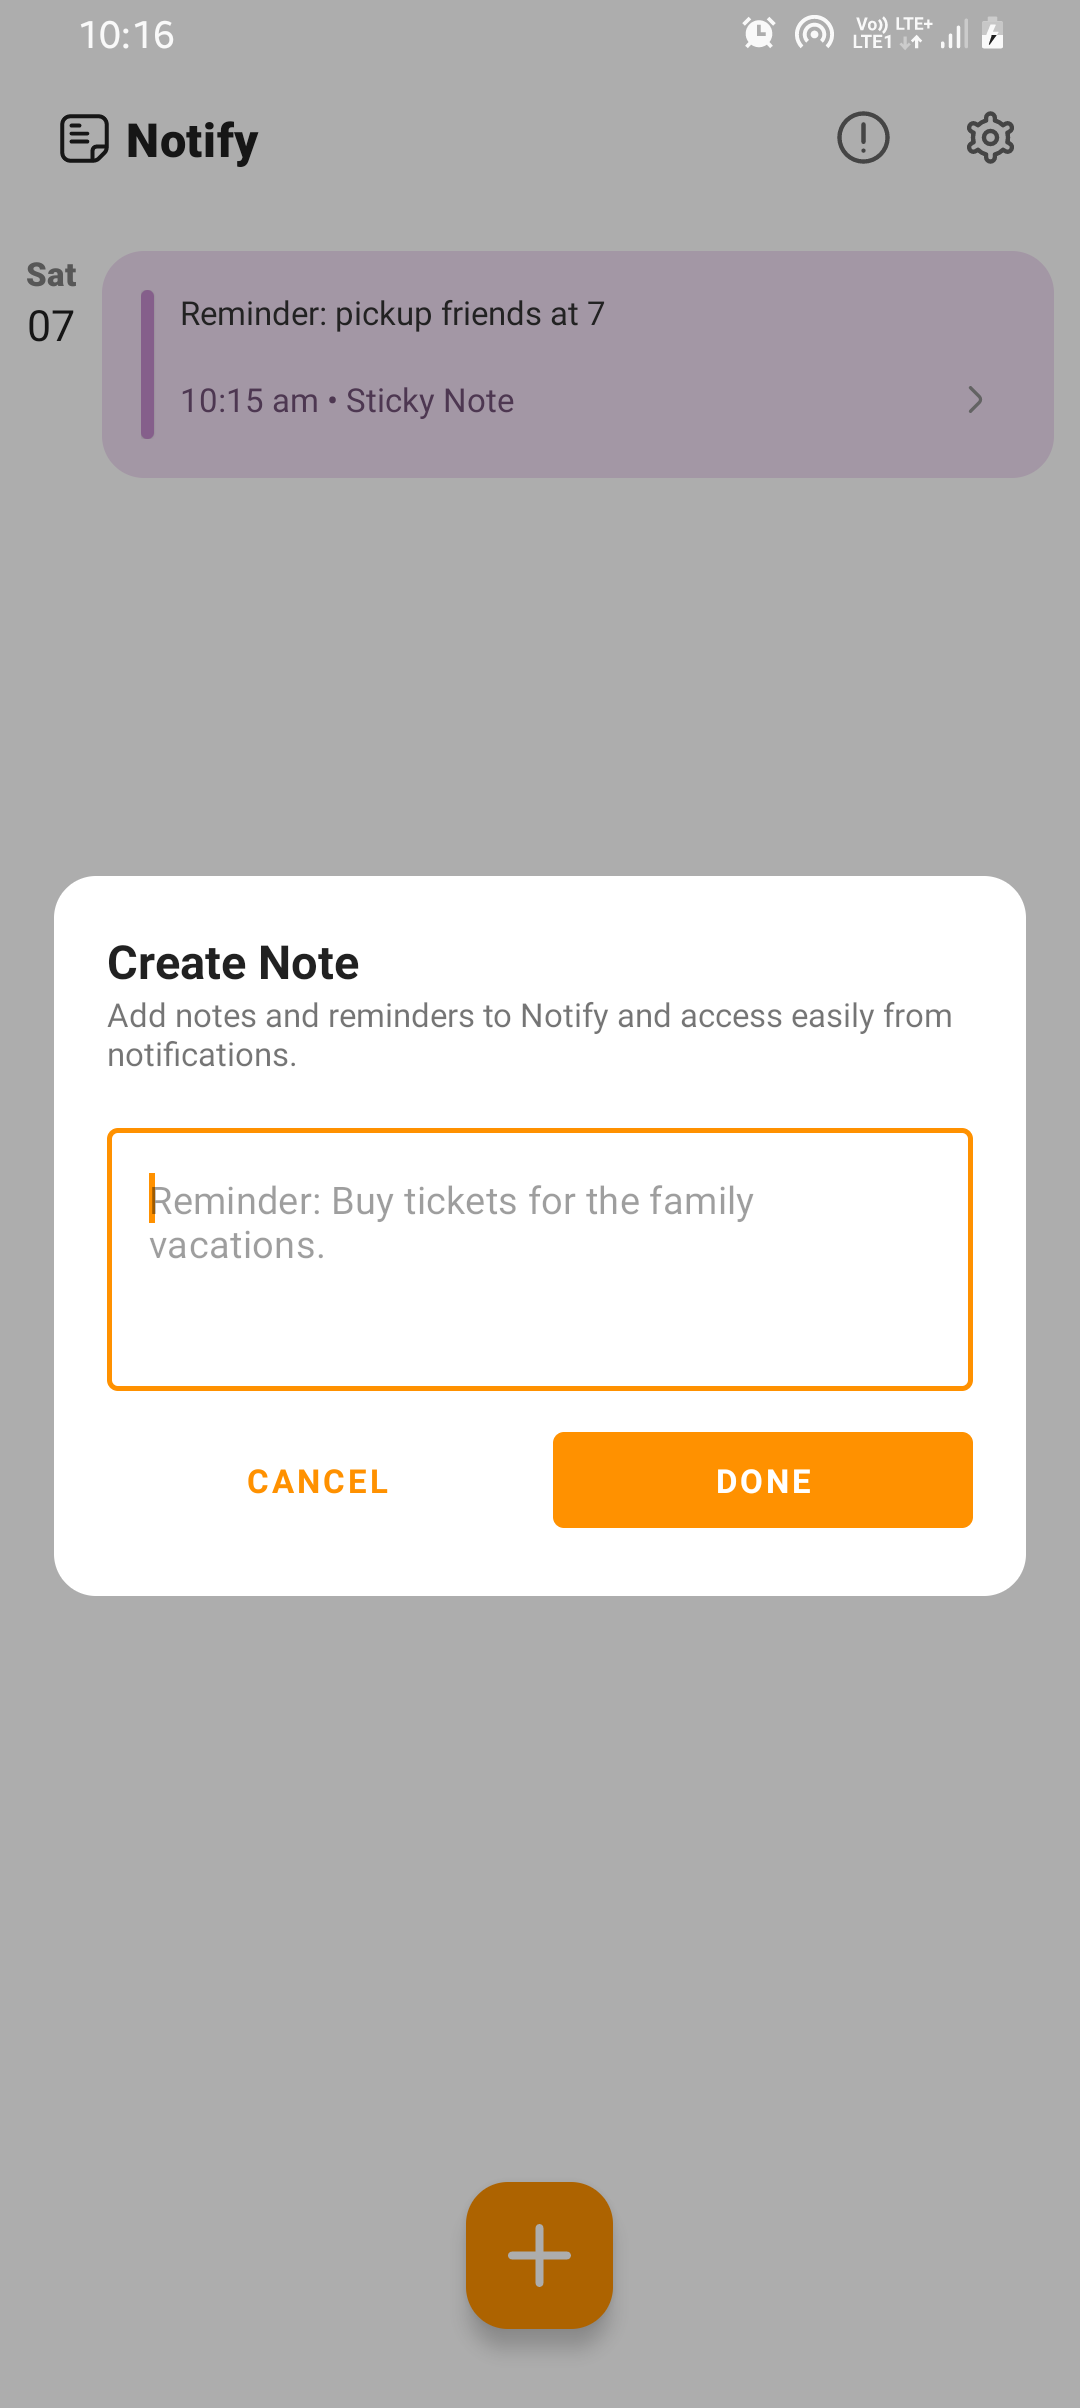 10:16
Vo)) LTE+
LTE1
Notify
Sat
07
Reminder: pickup friends at 7
10:15 am • Sticky Note
Create Note
Add notes and reminders to Notify and access easily from
notifications.
Reminder: Buy tickets for the family
vacations.
CANCEL
DONE